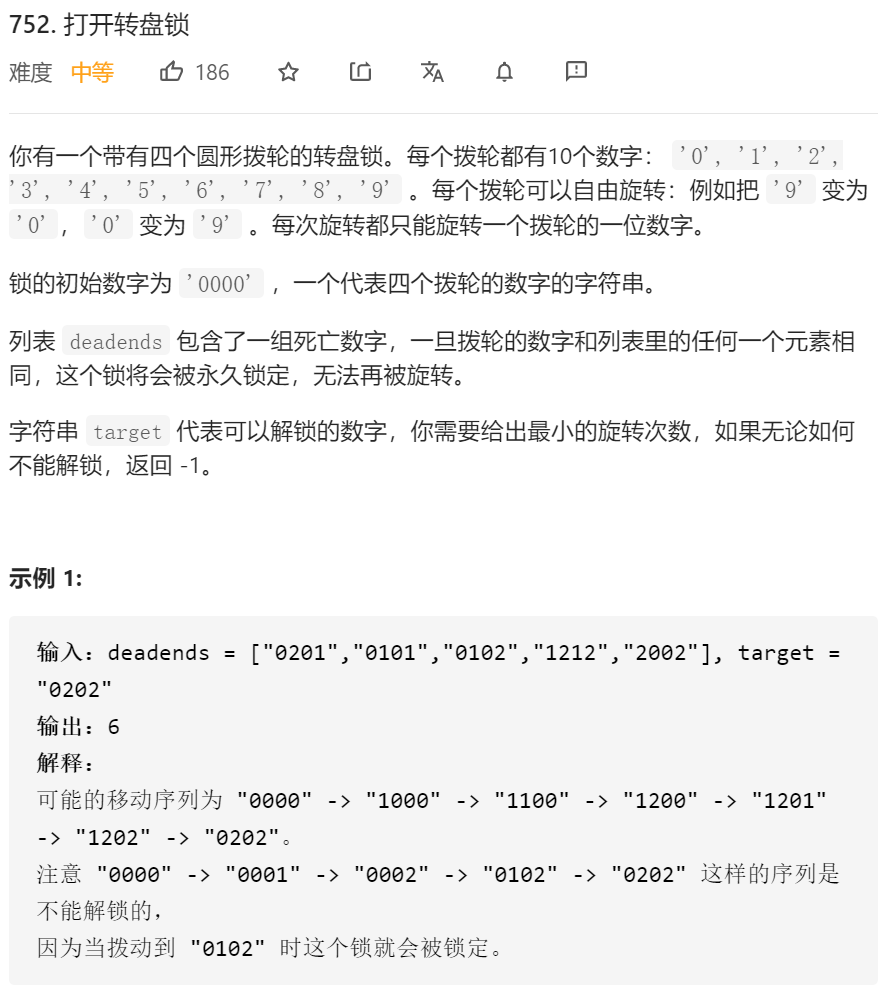 752. 打开转盘锁
难度 中等 186
你有一个带有四个圆形拨轮的转盘锁。每个拨轮都有10个数字： '0', '1', '2',
'3', '4', '5', '6', '7', '8', '9' 。每个拨轮可以自由旋转：例如把 '9' 变为
'0'，'0' 变为 '9' 。每次旋转都只能旋转一个拨轮的一位数字。
锁的初始数字为 '0000' ，一个代表四个拨轮的数字的字符串。
列表 deadends 包含了一组死亡数字，一旦拨轮的数字和列表里的任何一个元素相
同，这个锁将会被永久锁定，无法再被旋转。
字符串 target 代表可以解锁的数字，你需要给出最小的旋转次数，如果无论如何
不能解锁，返回 -1。
示例 1:
输入：deadends = ["0201","0101","0102","1212","2002"], target =
"0202"
输出：6
解释：
可能的移动序列为 "0000" -> "1000" -> "1100" -> "1200" -> "1201"
-> "1202" -> "0202"。
注意 "0000" -> "0001" -> "0002" -> "0102" -> "0202" 这样的序列是
不能解锁的，
因为当拨动到 "0102" 时这个锁就会被锁定。